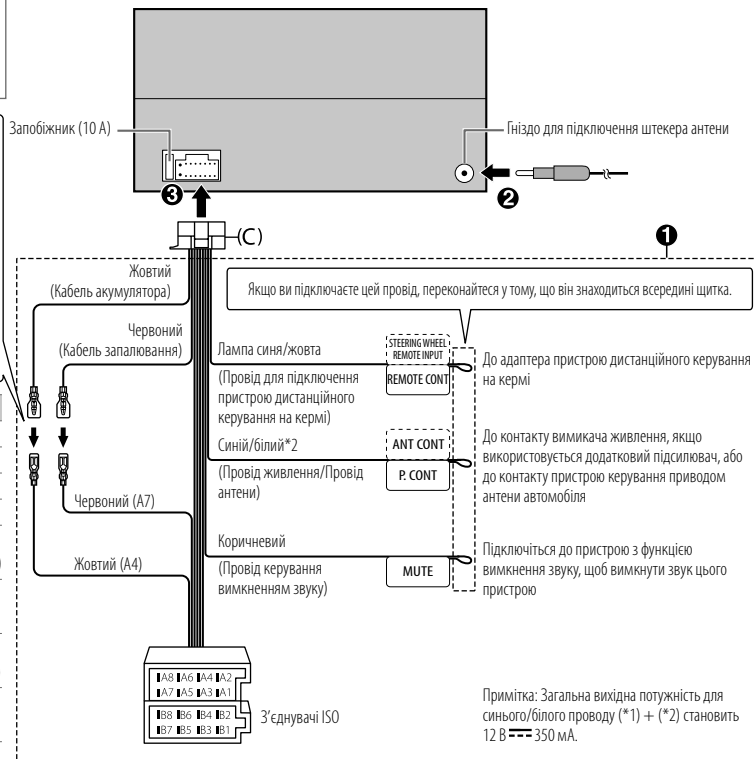 Запобіжник (10 A)
Гніздо для підключення штекера антени
❸
❷
(C)
❶
Жовтий
(Кабель акумулятора)
Якщо ви підключаєте цей провід, переконайтеся у тому, що він знаходиться всередині щитка.
Червоний
(Кабель запалювання)
Лампа синя/жовта
(Провід для підключення
пристрою дистанційного
керування на кермі)
STEERING WHEEL
REMOTE INPUT
REMOTE CONT
До адаптера пристрою дистанційного керування
на кермі
Синій/білий*2
(Провід живлення/Провід
антени)
ANT CONT
P. CONT
До контакту вимикача живлення, якщо
використовується додатковий підсилювач, або
до контакту пристрою керування приводом
антени автомобіля
Червоний (A7)
Жовтий (A4)
Коричневий
(Провід керування
вимкненням звуку)
MUTE
Підключіться до пристрою з функцією
вимкнення звуку, щоб вимкнути звук цього
пристрою
A8 A6 A4 A2
A7 A5 A3 A1
B8 B6 B4 B2
B7 B5 B3 B1
З’єднувачі ISO
Примітка: Загальна вихідна потужність для
синього/білого проводу (*1) + (*2) становить
12 В ⎓ 350 мА.